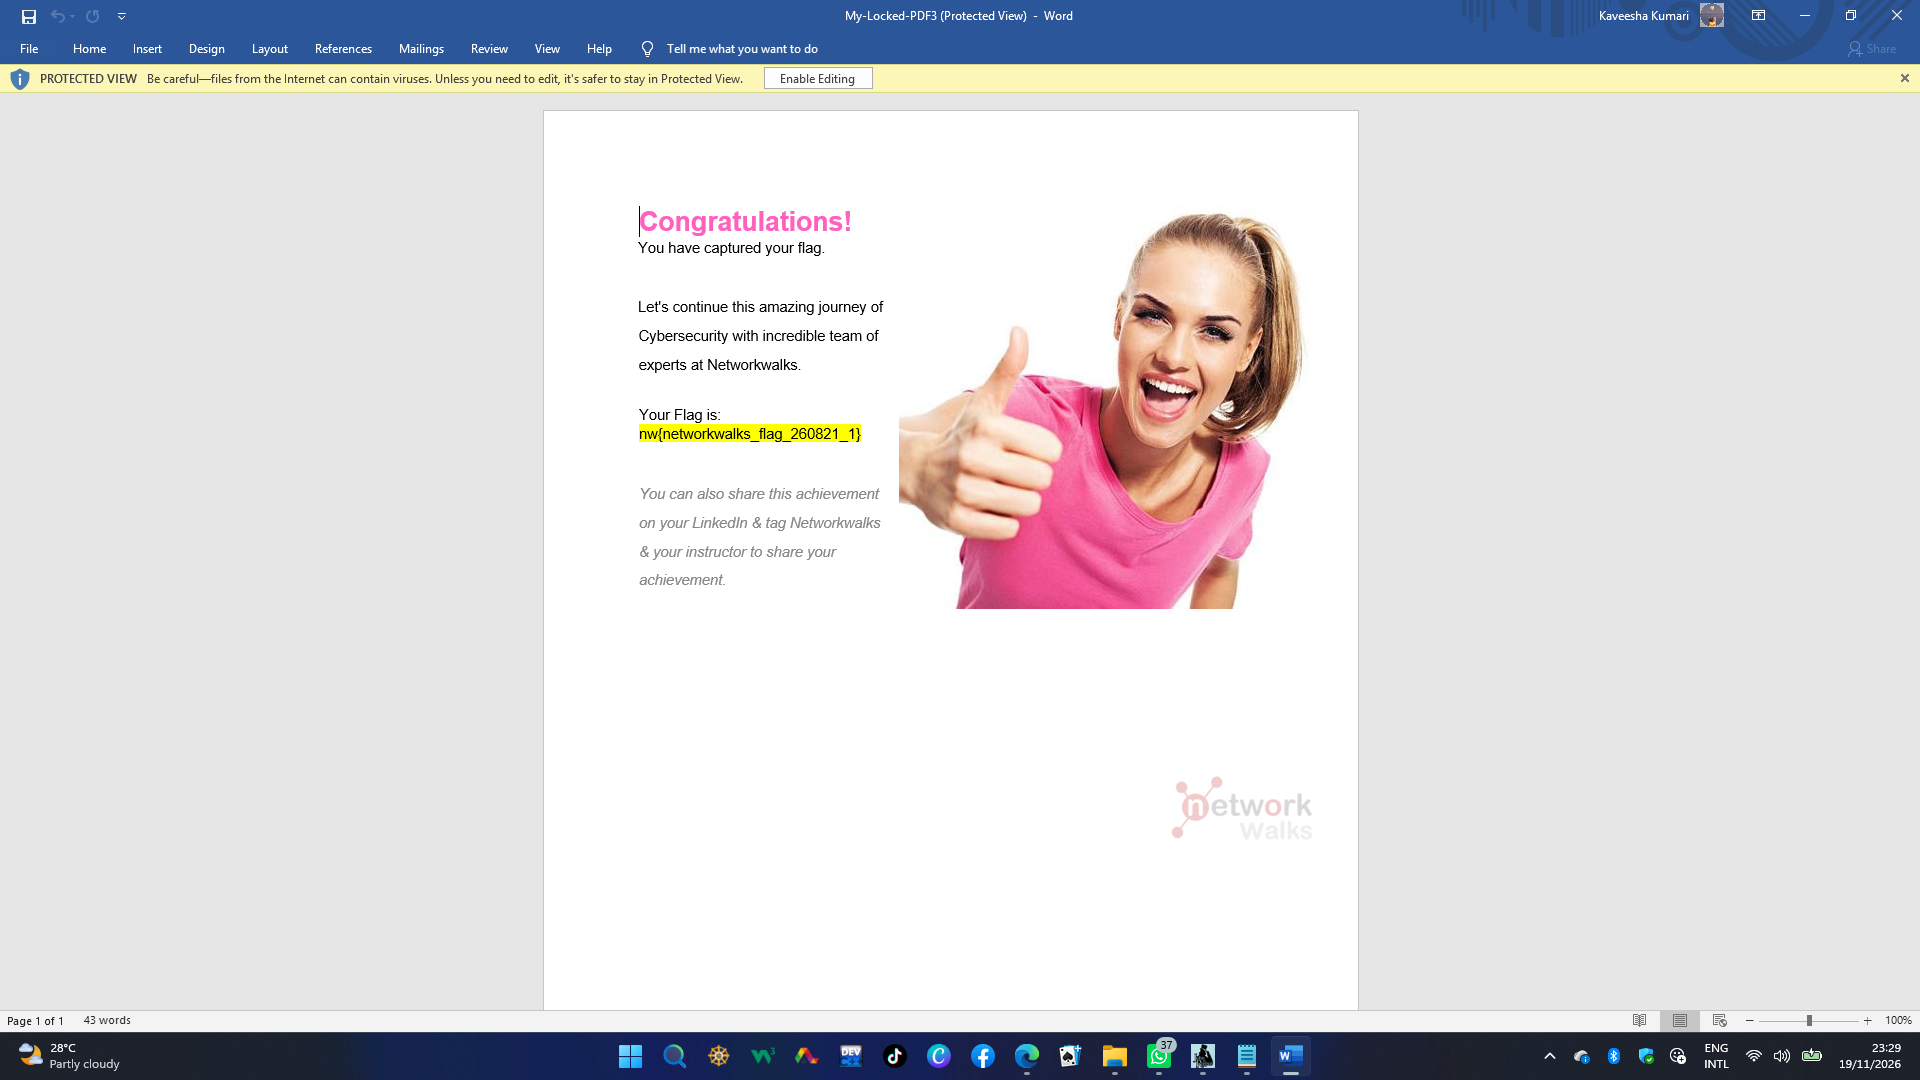 My-Locked-PDF3 (Protected View) - Word
Kaveesha Kumari
File Home Insert Design Layout References Mailings Review View Help Tell me what you want to do Share
PROTECTED VIEW Be careful—files from the Internet can contain viruses. Unless you need to edit, it's safer to stay in Protected View. Enable Editing
Congratulations!
You have captured your flag.
Let's continue this amazing journey of
Cybersecurity with incredible team of
experts at Networkwalks.
Your Flag is:
nw{networkwalks_flag_260821_1}
You can also share this achievement
on your LinkedIn & tag Networkwalks
& your instructor to share your
achievement.
network
Walks
Page 1 of 1 43 words 100%
28°C
Partly cloudy
DEV
37
ENG
INTL
23:29
19/11/2026